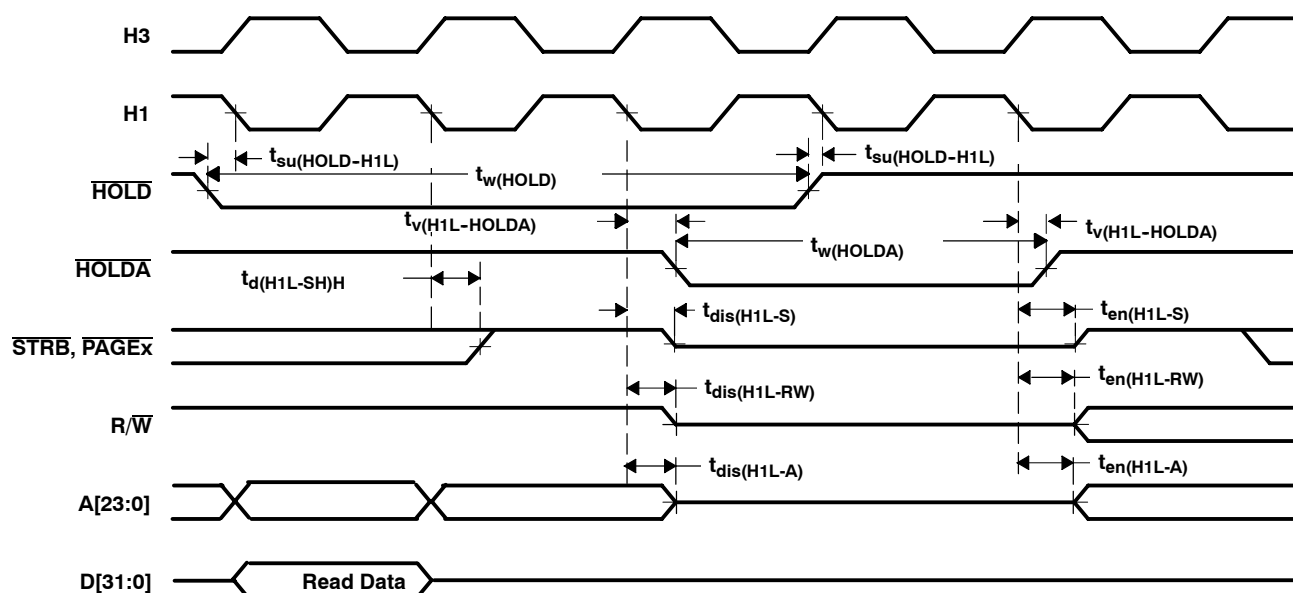 H3
H1
tsu(HOLD-H1L)
tsu(HOLD-H1L)
HOLD
tw(HOLD)
tv(H1L-HOLDA)
tv(H1L-HOLDA)
HOLDA
tw(HOLDA)
td(H1L-SH)H
tdis(H1L-S)
ten(H1L-S)
STRB, PAGEx
tdis(H1L-RW)
ten(H1L-RW)
R/W
tdis(H1L-A)
ten(H1L-A)
A[23:0]
D[31:0]
Read Data